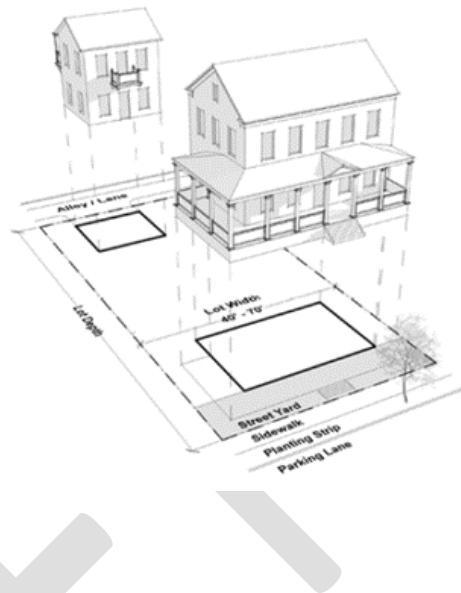 Alley / Lane
Lot Depth
Lot Width:
40' - 70'
Street Yard
Sidewalk
Planting Strip
Parking Lane